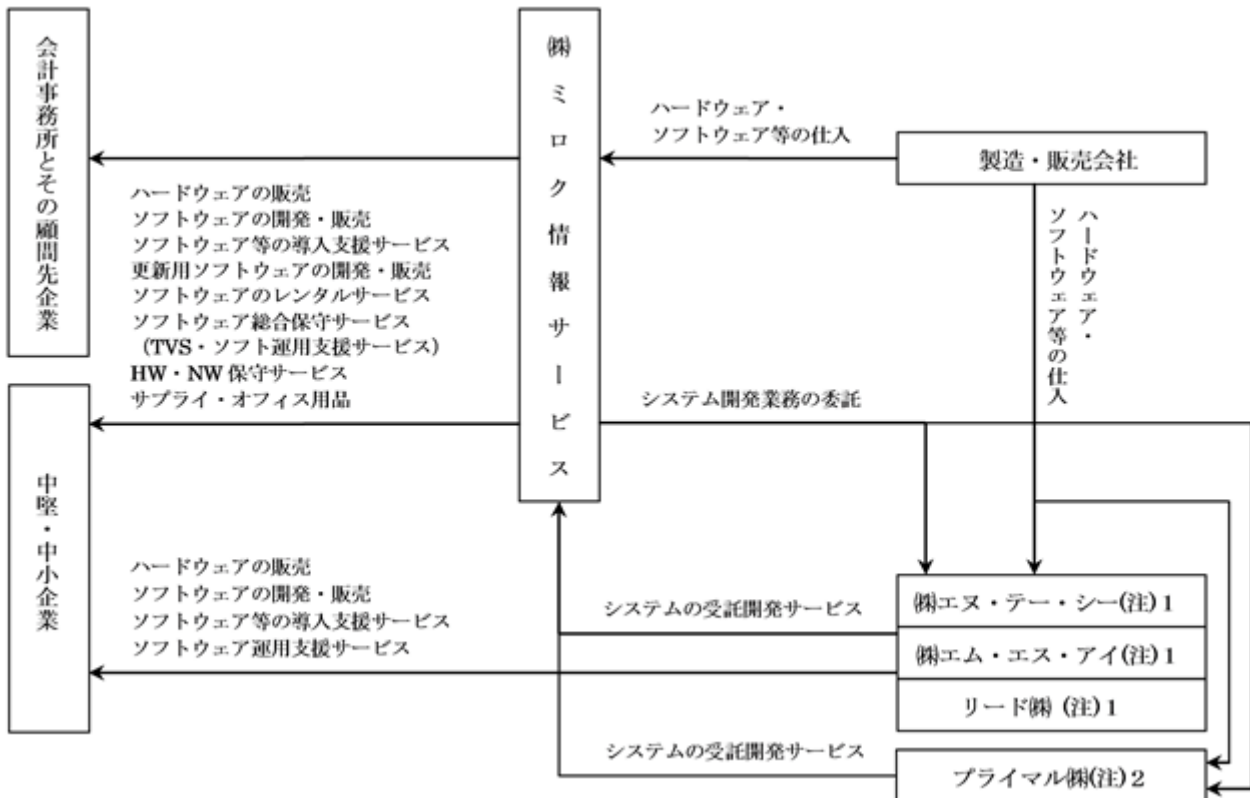 会計事務所とその顧問先企業
㈱ミロク情報サービス
ハードウェア・
ソフトウェア等の仕入
製造・販売会社
ハードウェアの販売
ソフトウェアの開発・販売
ソフトウェア等の導入支援サービス
更新用ソフトウェアの開発・販売
ソフトウェアのレンタルサービス
ソフトウェア総合保守サービス
（TVS・ソフト運用支援サービス）
HW・NW 保守サービス
サプライ・オフィス用品
ハードウェア・
ソフトウェア等の仕入
システム開発業務の委託
中堅・中小企業
ハードウェアの販売
ソフトウェアの開発・販売
ソフトウェア等の導入支援サービス
ソフトウェア運用支援サービス
システムの受託開発サービス
㈱エヌ・テー・シー(注) 1
㈱エム・エス・アイ(注) 1
リード㈱ (注) 1
システムの受託開発サービス
プライマル㈱(注) 2